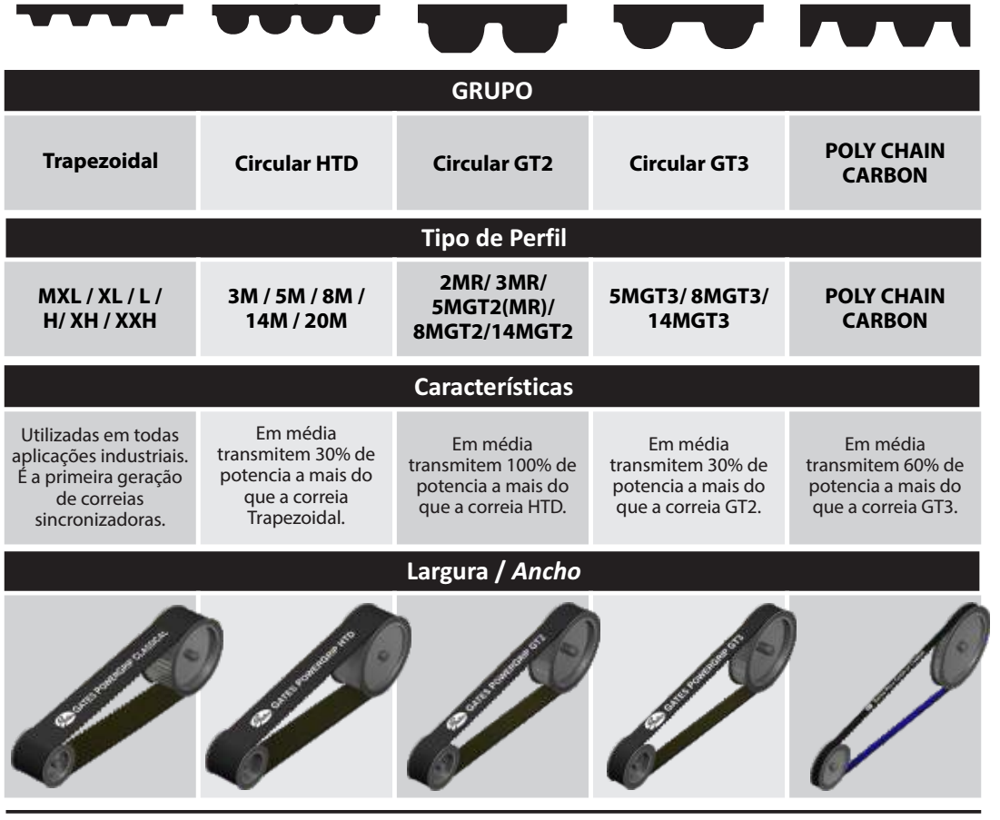 GRUPO
Trapezoidal
Circular HTD
Circular GT2
Circular GT3
POLY CHAIN
CARBON
Tipo de Perfil
MXL / XL / L /
H/ XH / XXH
3M / 5M / 8M /
14M / 20M
2MR/ 3MR/
5MGT2(MR)/
8MGT2/14MGT2
5MGT3/ 8MGT3/
14MGT3
POLY CHAIN
CARBON
Características
Utilizadas em todas
aplicações industriais.
É a primeira geração
de correias
sincronizadoras.
Em média
transmitem 30% de
potencia a mais do
que a correia
Trapezoidal.
Em média
transmitem 100% de
potencia a mais do
que a correia HTD.
Em média
transmitem 30% de
potencia a mais do
que a correia GT2.
Em média
transmitem 60% de
potencia a mais do
que a correia GT3.
Largura / Ancho
GATES POWERGRIP CLASSICAL
GATES POWERGRIP HTD
GATES POWERGRIP GT2
GATES POWERGRIP GT3